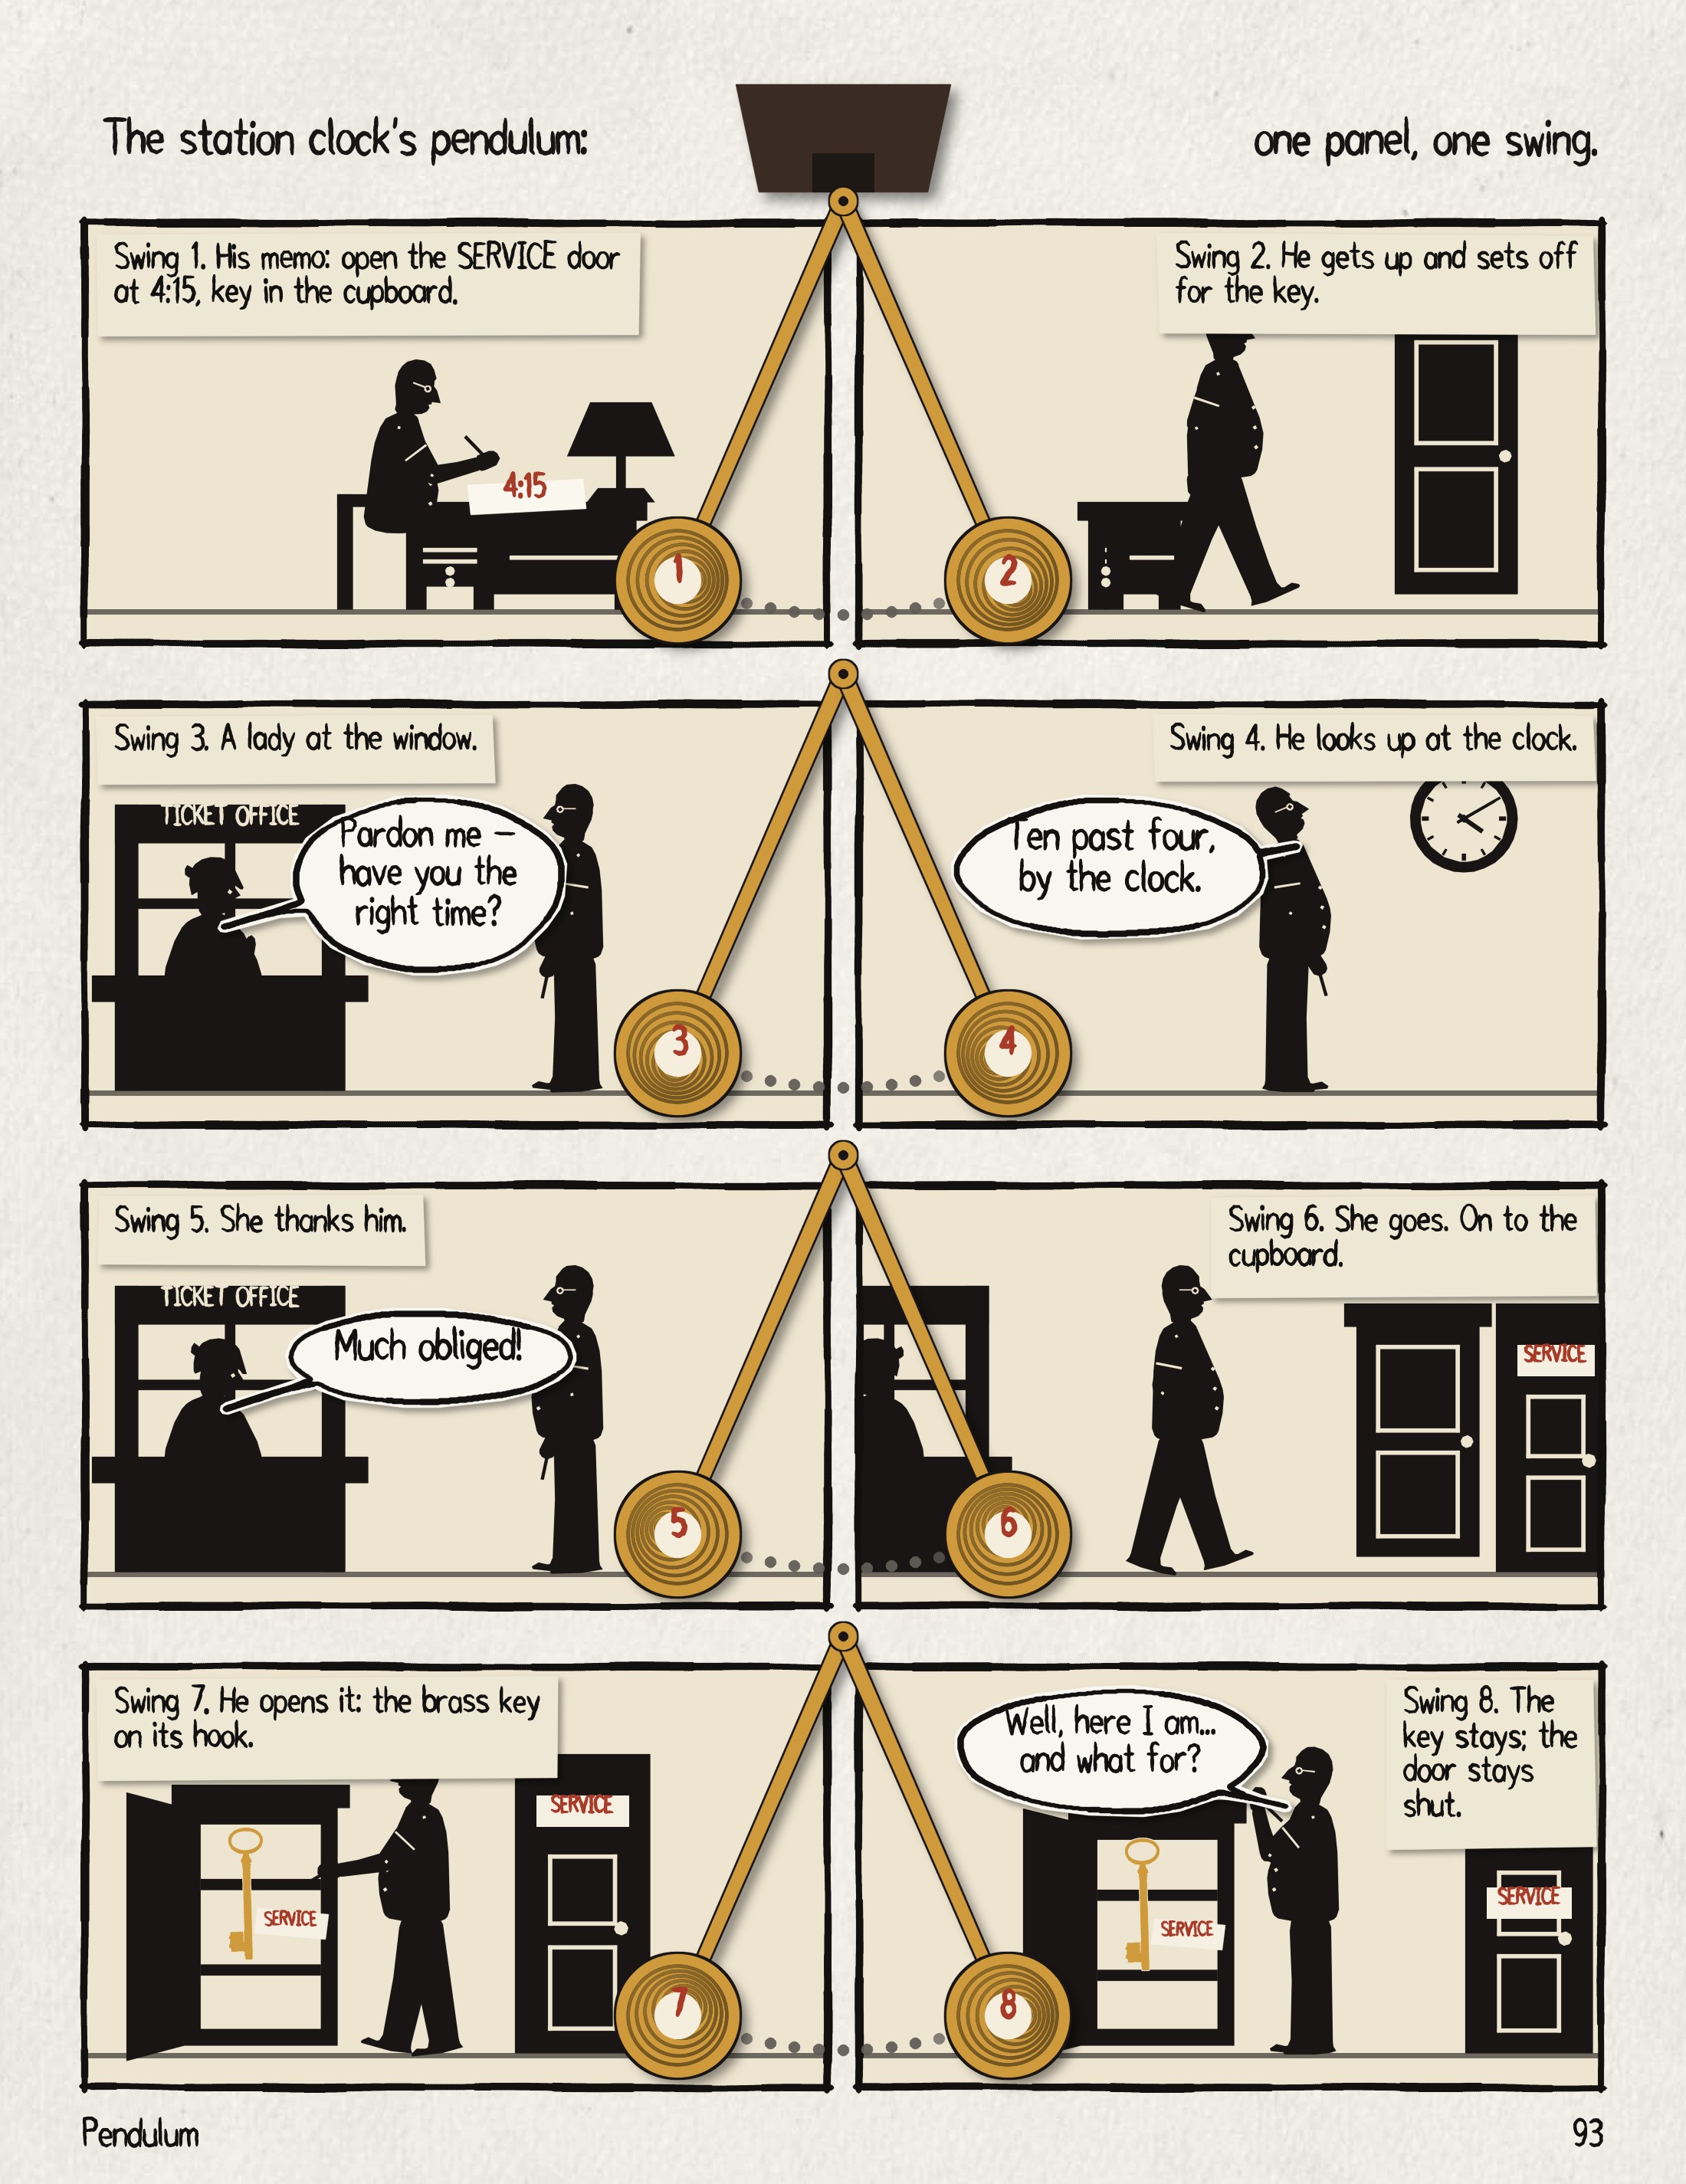 The station clock's pendulum:
one panel, one swing.
Swing 1. His memo: open the SERVICE door
at 4:15, key in the cupboard.
4:15
1
Swing 2. He gets up and sets off
for the key.
2
Swing 3. A lady at the window.
TICKET OFFICE
Pardon me –
have you the
right time?
3
Swing 4. He looks up at the clock.
Ten past four,
by the clock.
4
Swing 5. She thanks him.
TICKET OFFICE
Much obliged!
5
Swing 6. She goes. On to the
cupboard.
SERVICE
6
Swing 7. He opens it: the brass key
on its hook.
SERVICE
SERVICE
7
Well, here I am...
and what for?
Swing 8. The
key stays; the
door stays
shut.
SERVICE
SERVICE
8
Pendulum
93